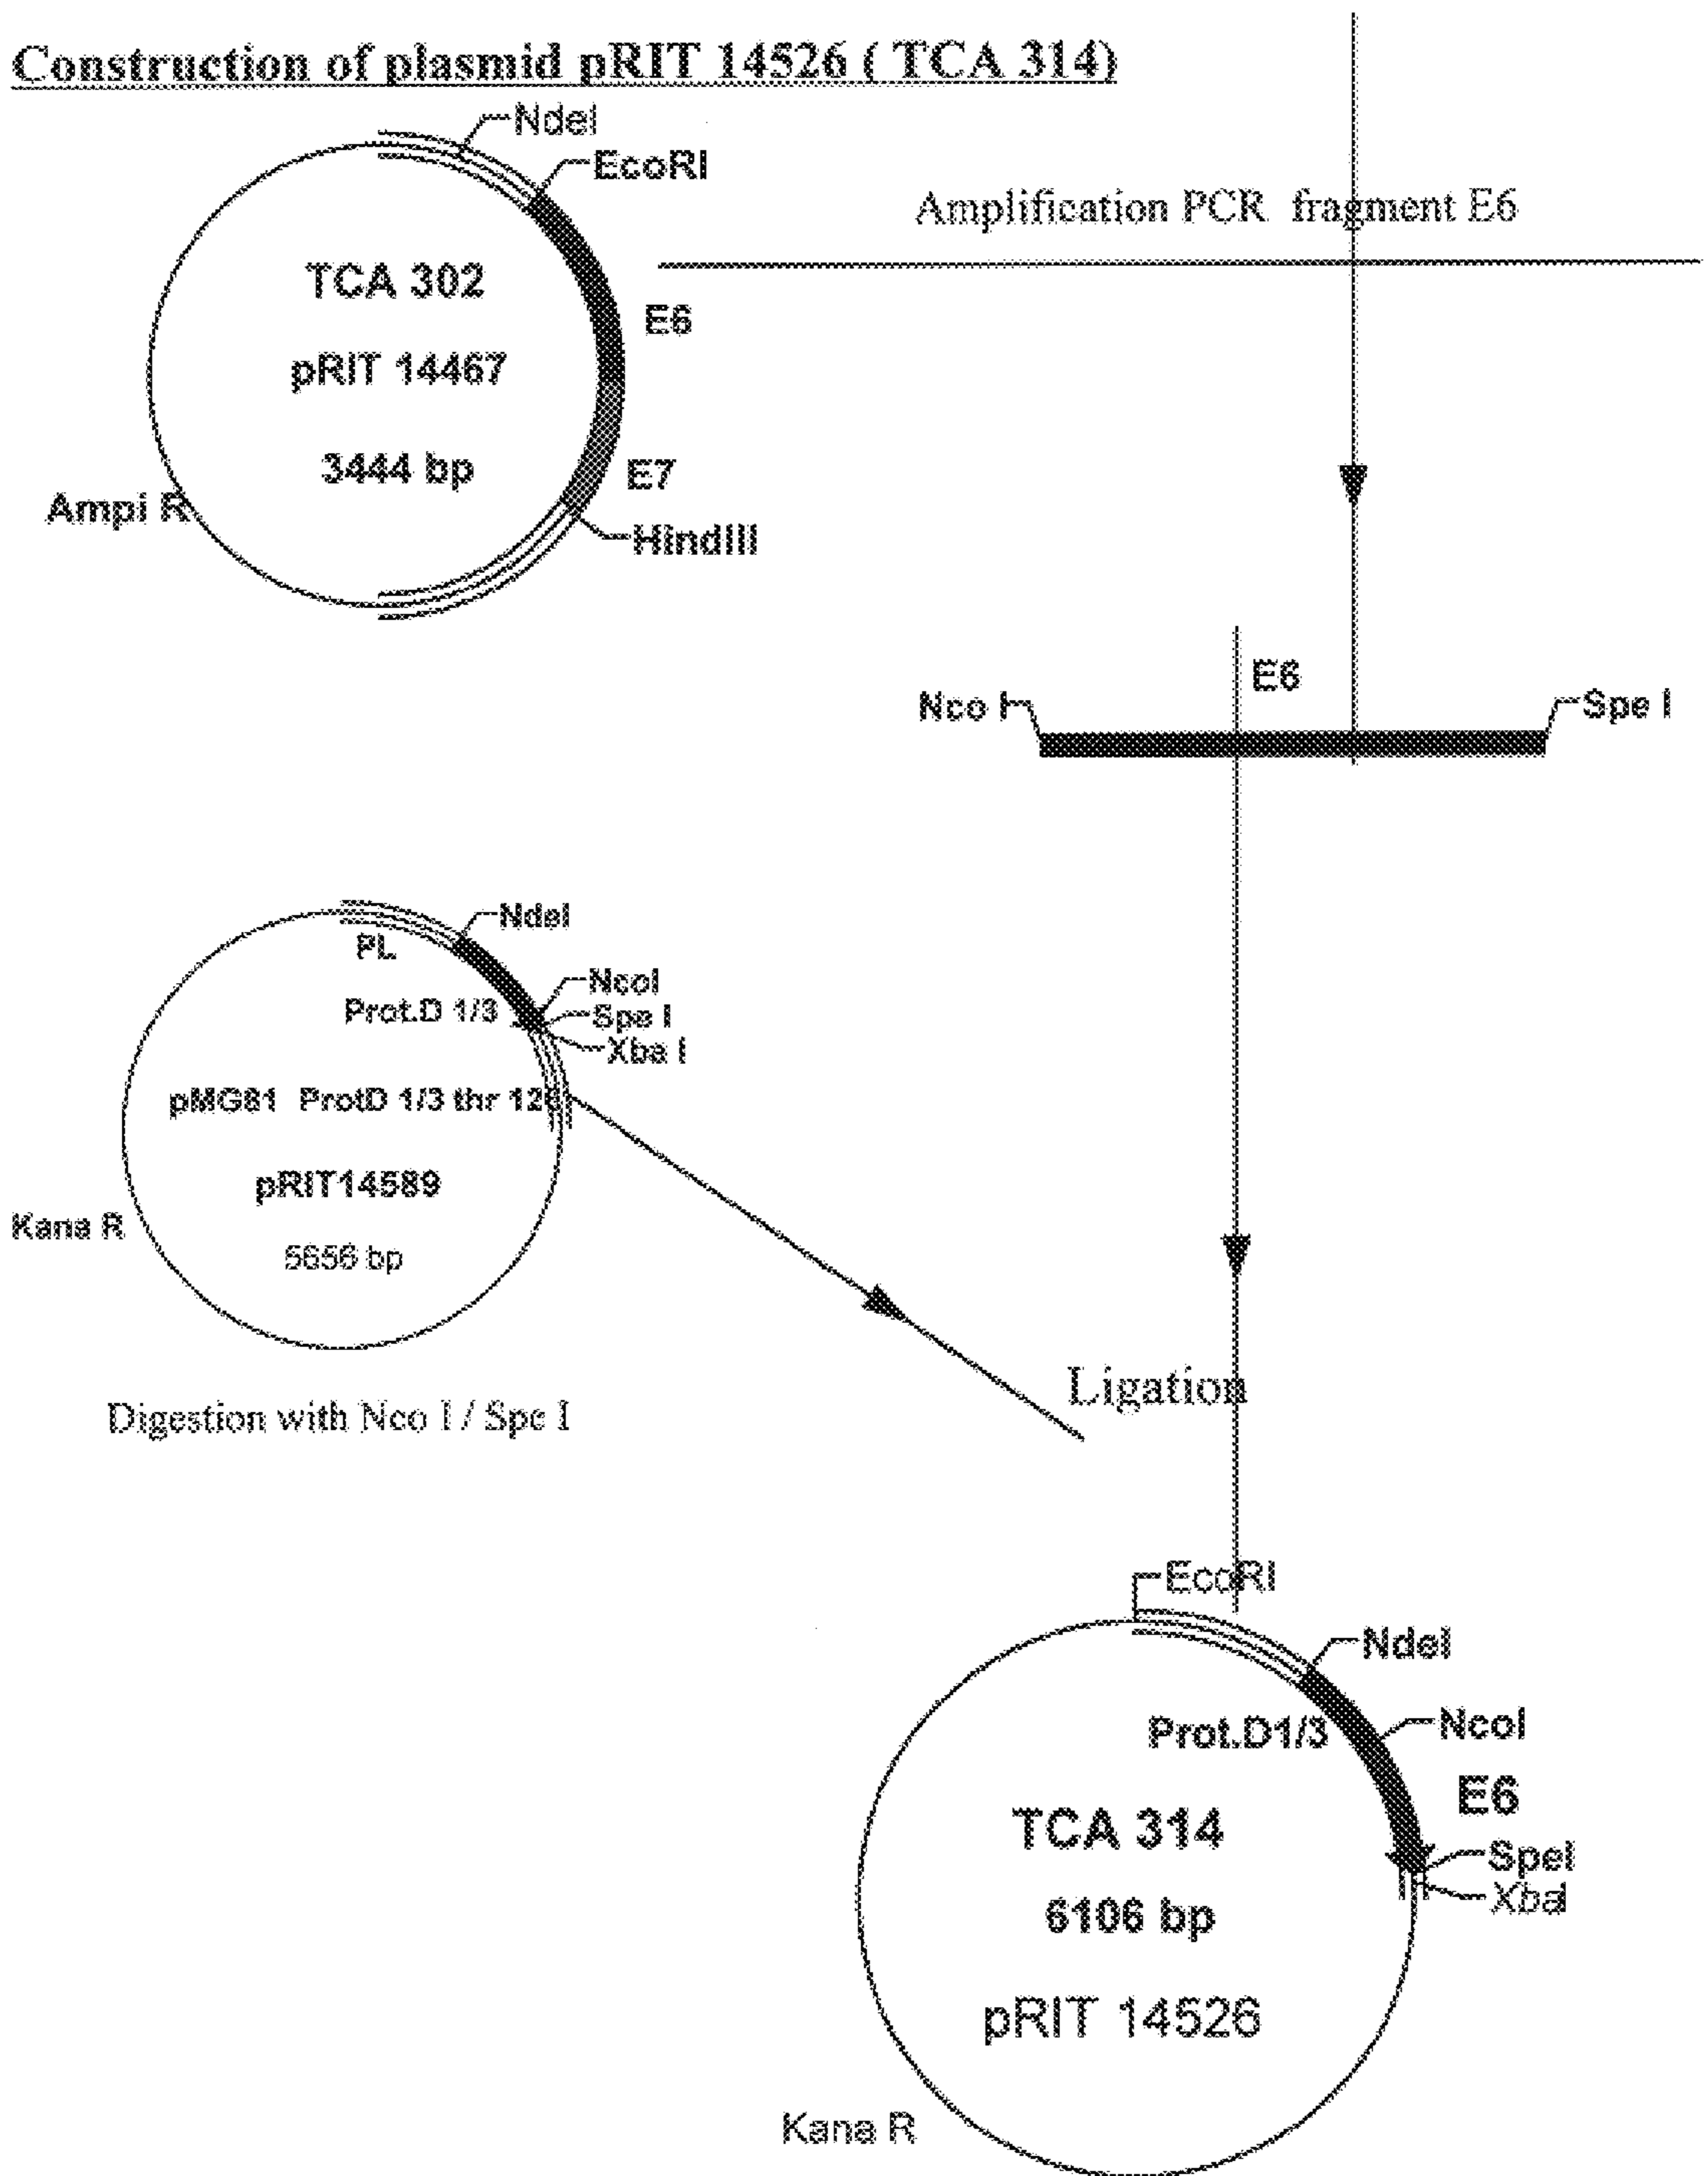 Construction of plasmid pRIT 14526 ( TCA 314)
NdeI
EcoRI
Amplification PCR fragment E6
TCA 302
E6
pRIT 14467
3444 bp
E7
Ampi R
HindIII
E6
Nco I
Spe I
NdeI
PL
NcoI
Prot.D 1/3
Spe I
Xba I
pMG81 ProtD 1/3 thr
pRIT14589
Kana R
5656 bp
Ligation
Digestion with Nco I / Spe I
EcoRI
NdeI
NcoI
Prot.D1/3
E6
TCA 314
SpeI
XbaI
6106 bp
pRIT 14526
Kana R